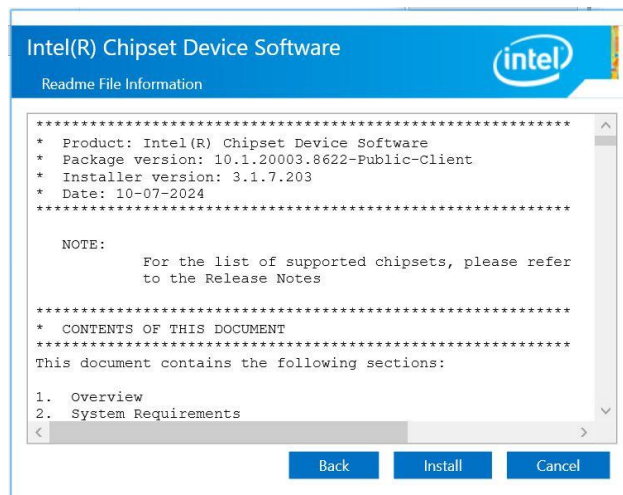 Intel(R) Chipset Device Software
intel
Readme File Information
*************************************************************
*  Product: Intel(R) Chipset Device Software
*  Package version: 10.1.20003.8622-Public-Client
*  Installer version: 3.1.7.203
*  Date: 10-07-2024
*************************************************************
NOTE:
For the list of supported chipsets, please refer
to the Release Notes
*************************************************************
*  CONTENTS OF THIS DOCUMENT
*************************************************************
This document contains the following sections:
1.  Overview
2.  System Requirements
Back
Install
Cancel